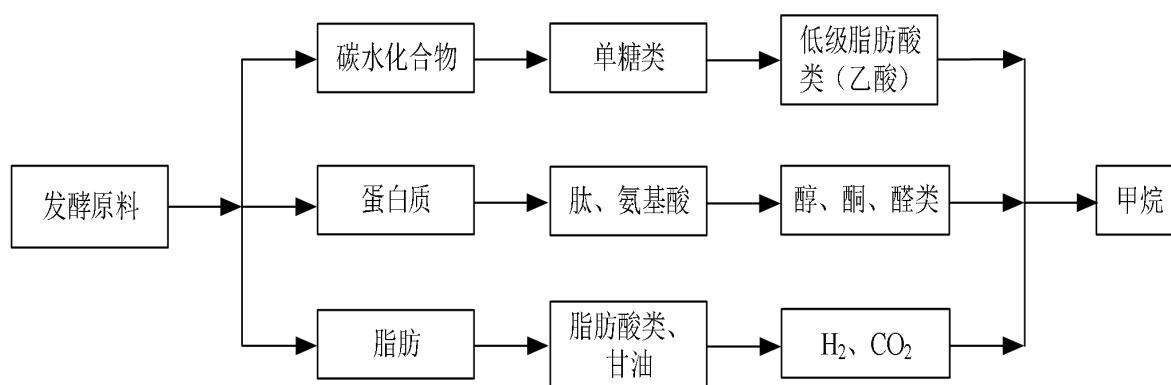 碳水化合物
单糖类
低级脂肪酸
类（乙酸）
发酵原料
蛋白质
肽、氨基酸
醇、酮、醛类
甲烷
脂肪
脂肪酸类、
甘油
H₂、CO₂